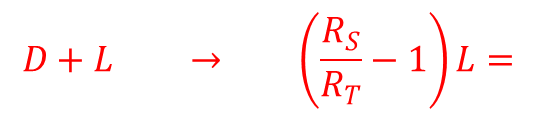 D + L → (R_S/R_T − 1) L =